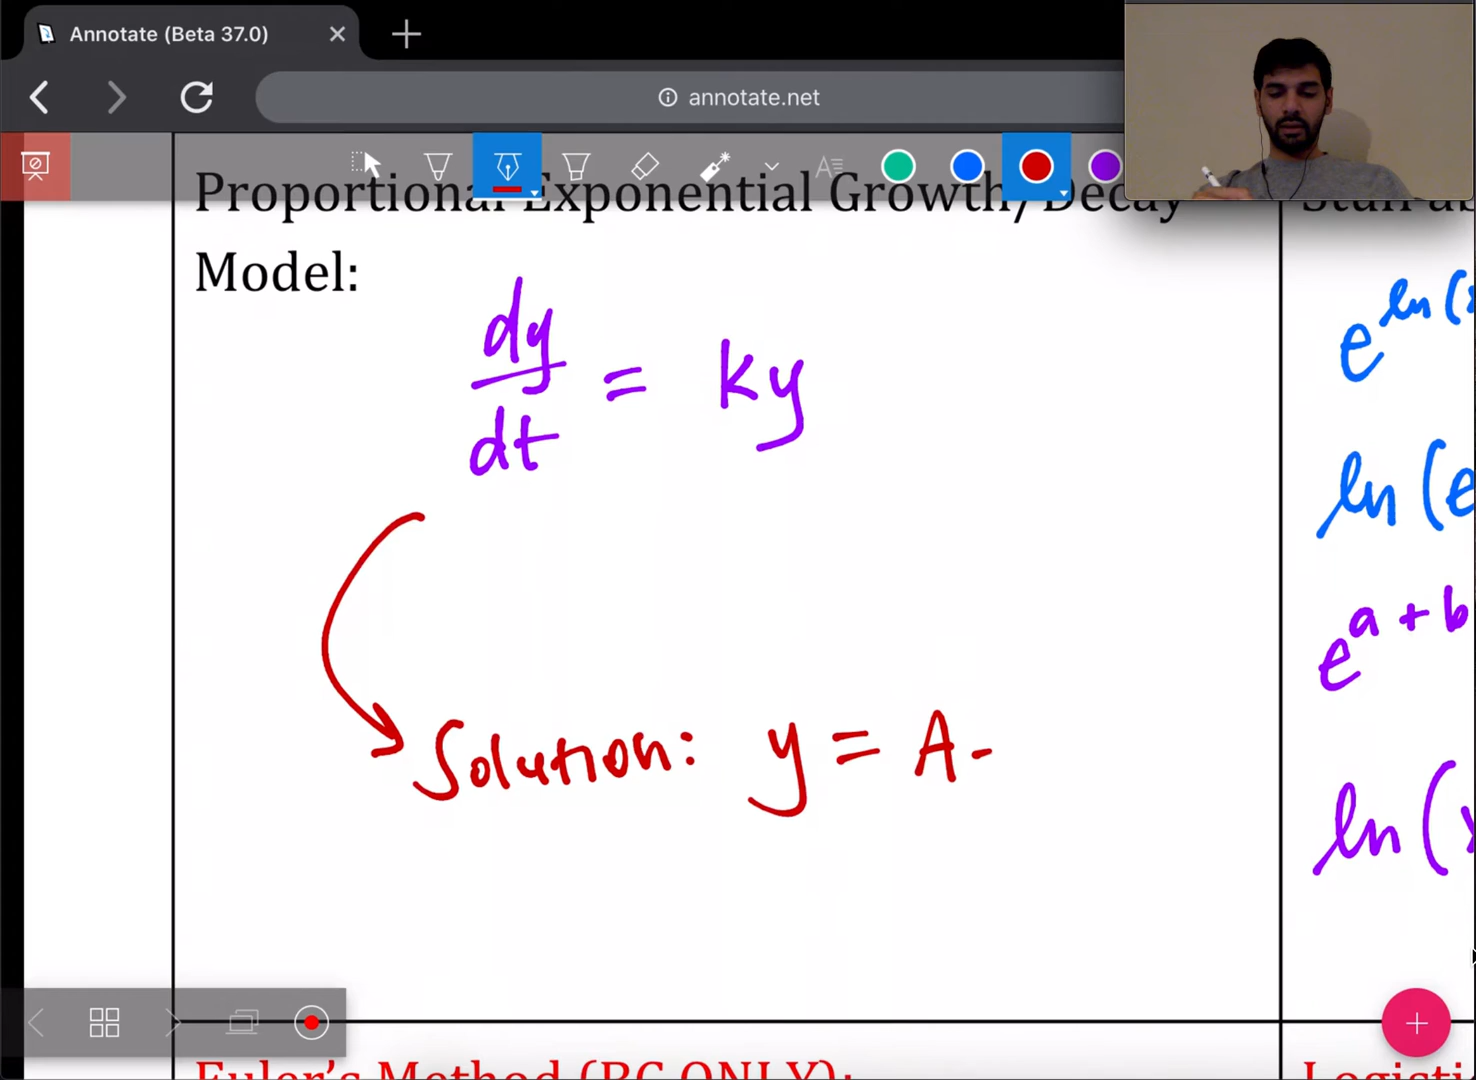 Annotate (Beta 37.0)
annotate.net
Proportional Exponential Growth/Decay
Model:
dy/dt = ky
Solution: y = A-
e^ln(
ln(e
e^a+b
ln(
Euler's Method (BC ONLY):
Logisti